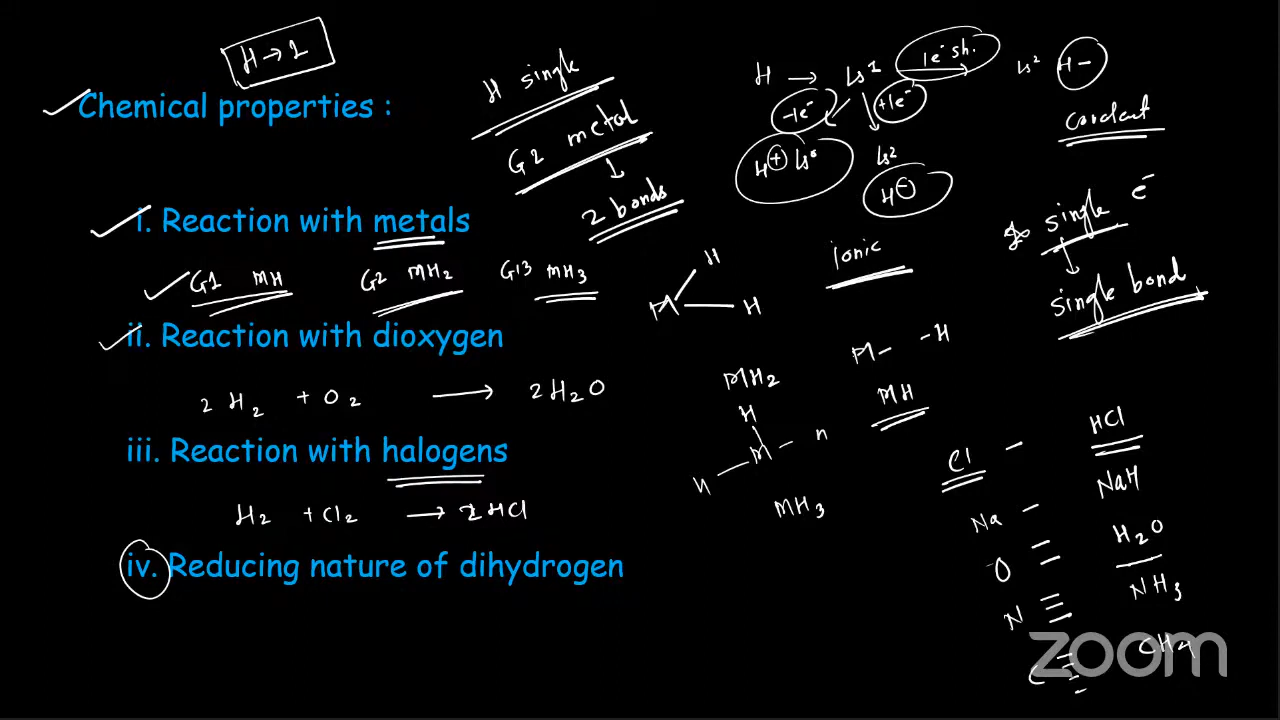 H → 1
Chemical properties :
H single
G2 metal
↓
2 bonds
H → 1s1 1e- sh. → 1s2 H-
-1e- +1e-
H+ 1s0
1s2
H-
covalent
ionic
single e-
↓
single bond
i. Reaction with metals
G1 MH G2 MH2 G13 MH3
M H H
MH2
M- -H
MH
ii. Reaction with dioxygen
2H2 + O2 → 2H2O
H
M
MH3
iii. Reaction with halogens
H2 + Cl2 → 2HCl
iv. Reducing nature of dihydrogen
Cl - HCl
Na - NaH
O = H2O
N ≡ NH3
C CH4
zoom